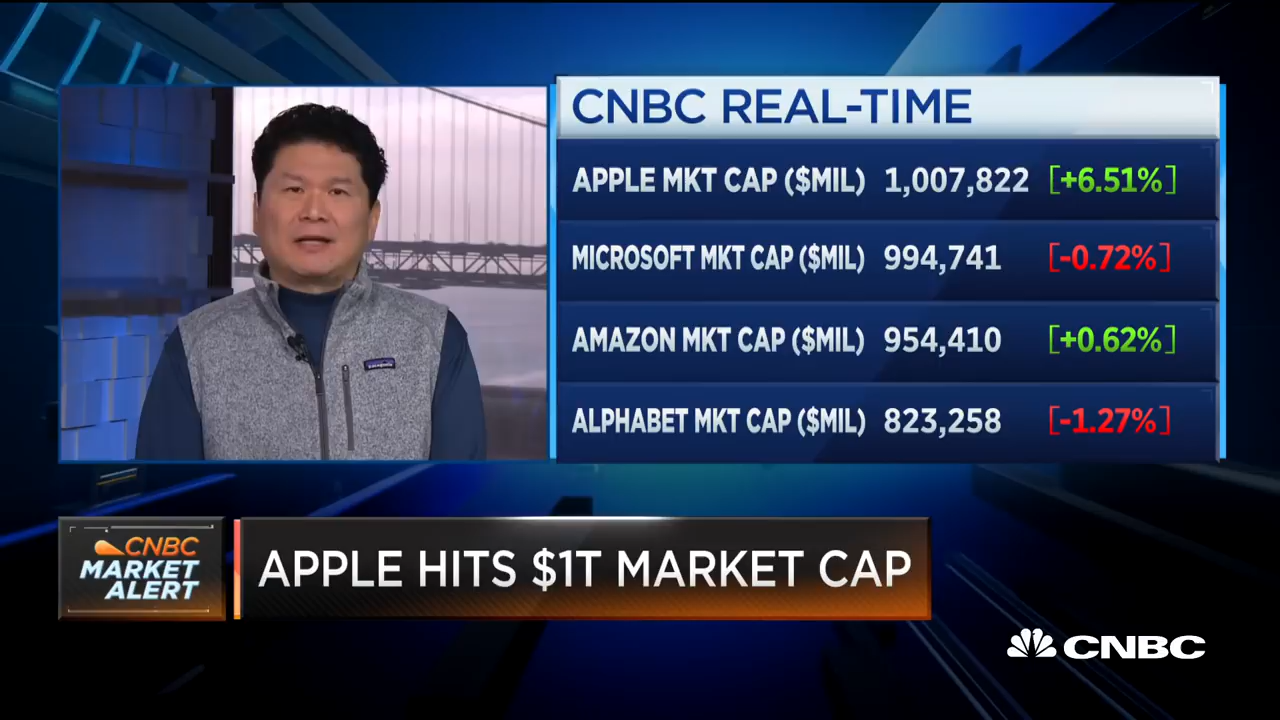 CNBC REAL-TIME
APPLE MKT CAP ($MIL) 1,007,822 [+6.51%]
MICROSOFT MKT CAP ($MIL) 994,741 [-0.72%]
AMAZON MKT CAP ($MIL) 954,410 [+0.62%]
ALPHABET MKT CAP ($MIL) 823,258 [-1.27%]
patagonia
CNBC
MARKET
ALERT
APPLE HITS $1T MARKET CAP
CNBC